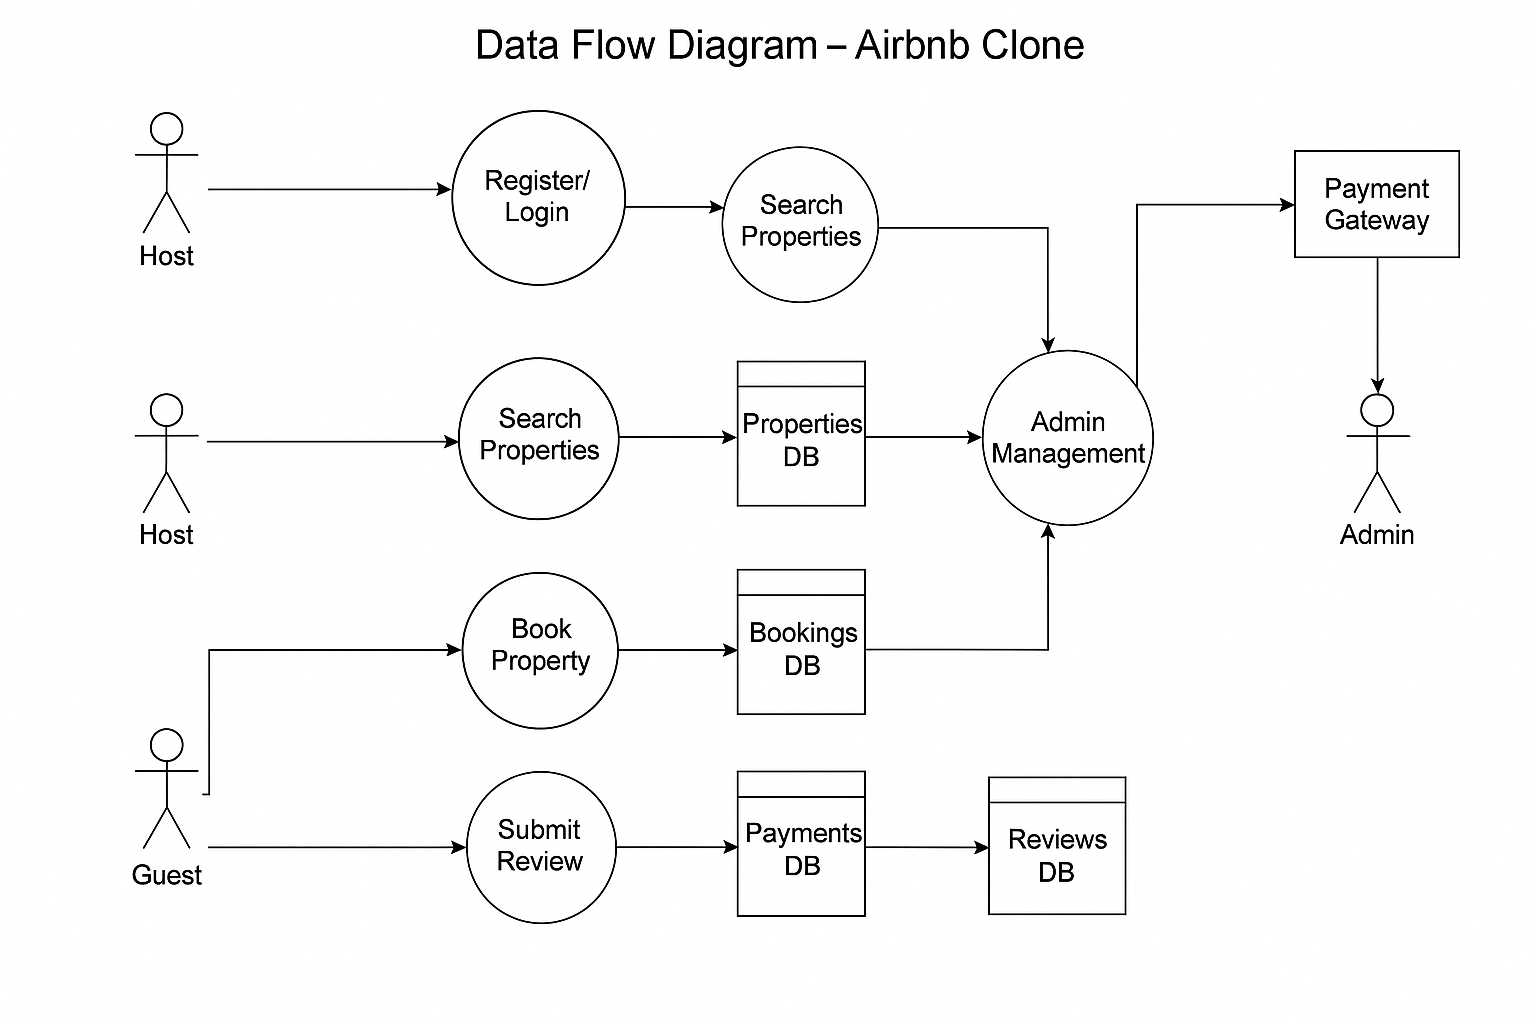 Data Flow Diagram – Airbnb Clone
Host
Register/
Login
Search
Properties
Payment
Gateway
Host
Search
Properties
Properties
DB
Admin
Management
Admin
Guest
Book
Property
Bookings
DB
Submit
Review
Payments
DB
Reviews
DB